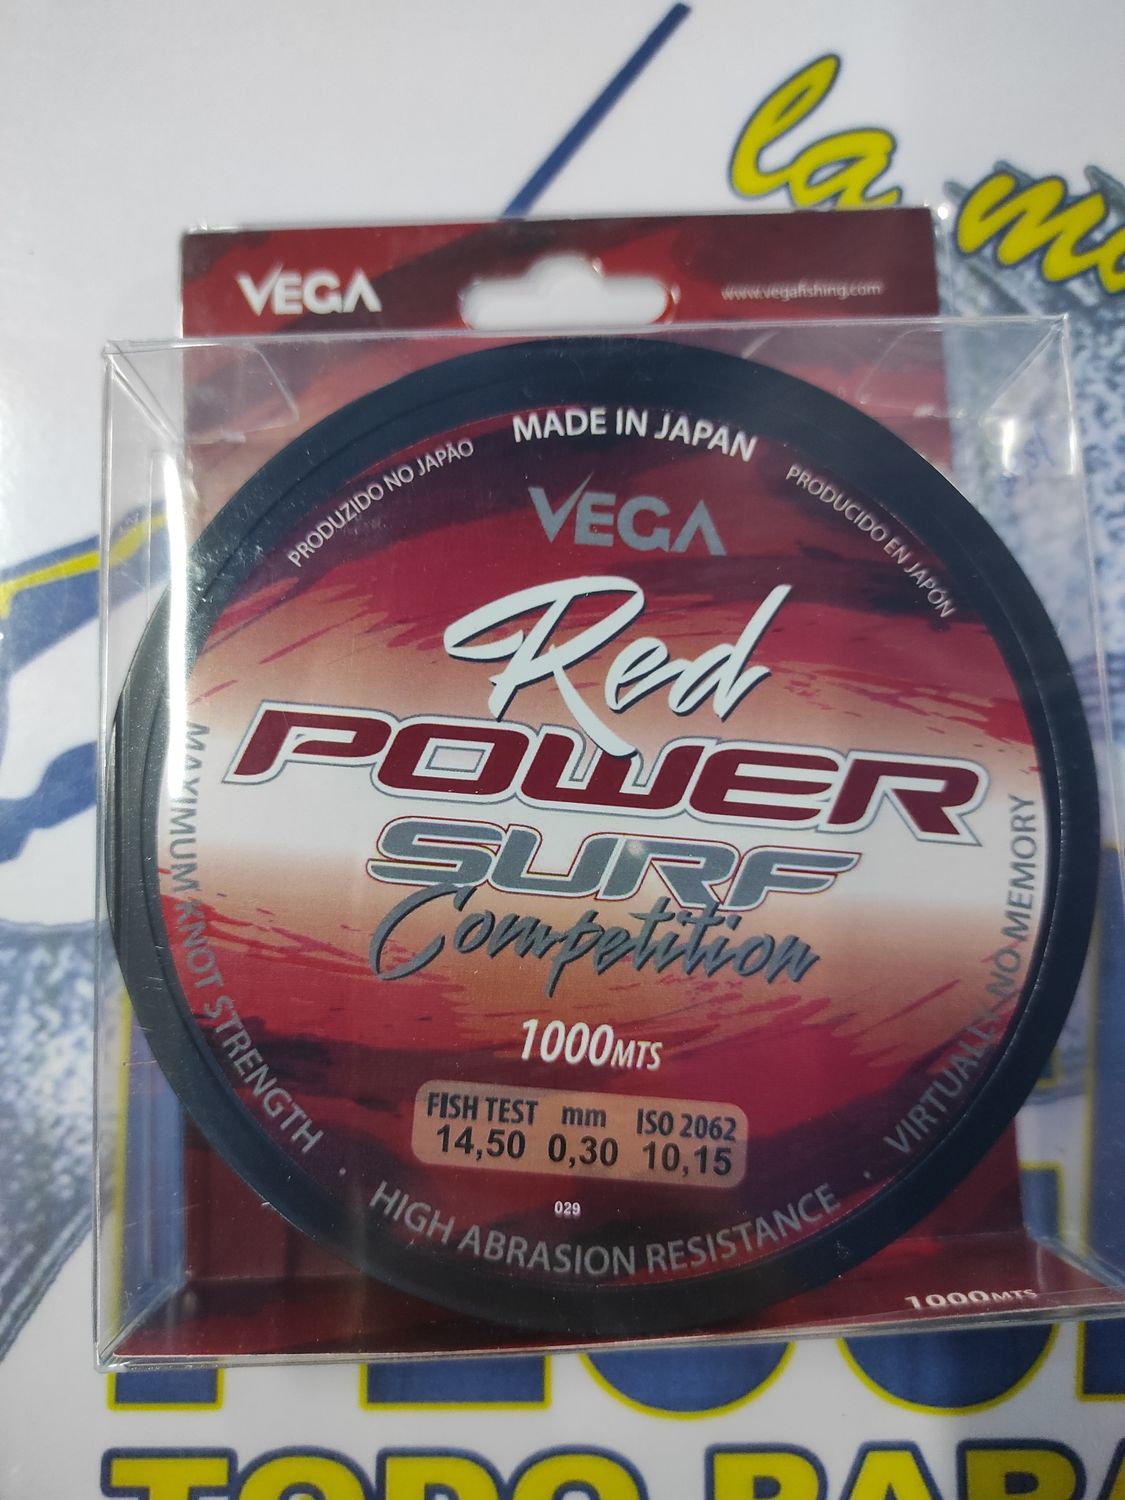 la
VEGA
www.vegafishing.com
MADE IN JAPAN
PRODUZIDO NO JAPÃO
PRODUCIDO EN JAPÓN
VEGA
Red
POWER
SURF
Competition
1000MTS
FISH TEST mm ISO 2062
14,50 0,30 10,15
029
MAXIMUM KNOT STRENGTH
· HIGH ABRASION RESISTANCE ·
VIRTUALLY NO MEMORY
1000MTS
TODO PARA